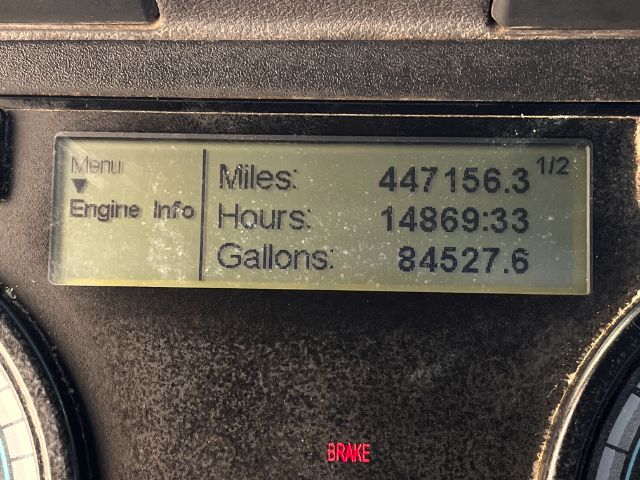 Menu
▼
Engine Info
Miles: 447156.3 1/2
Hours: 14869:33
Gallons: 84527.6
BRAKE